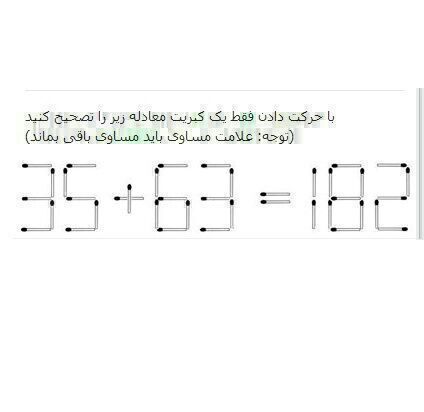 با حرکت دادن فقط یک کبریت معادله زیر را تصحیح کنید
(توجه: علامت مساوی باید مساوی باقی بماند)
35+63=182